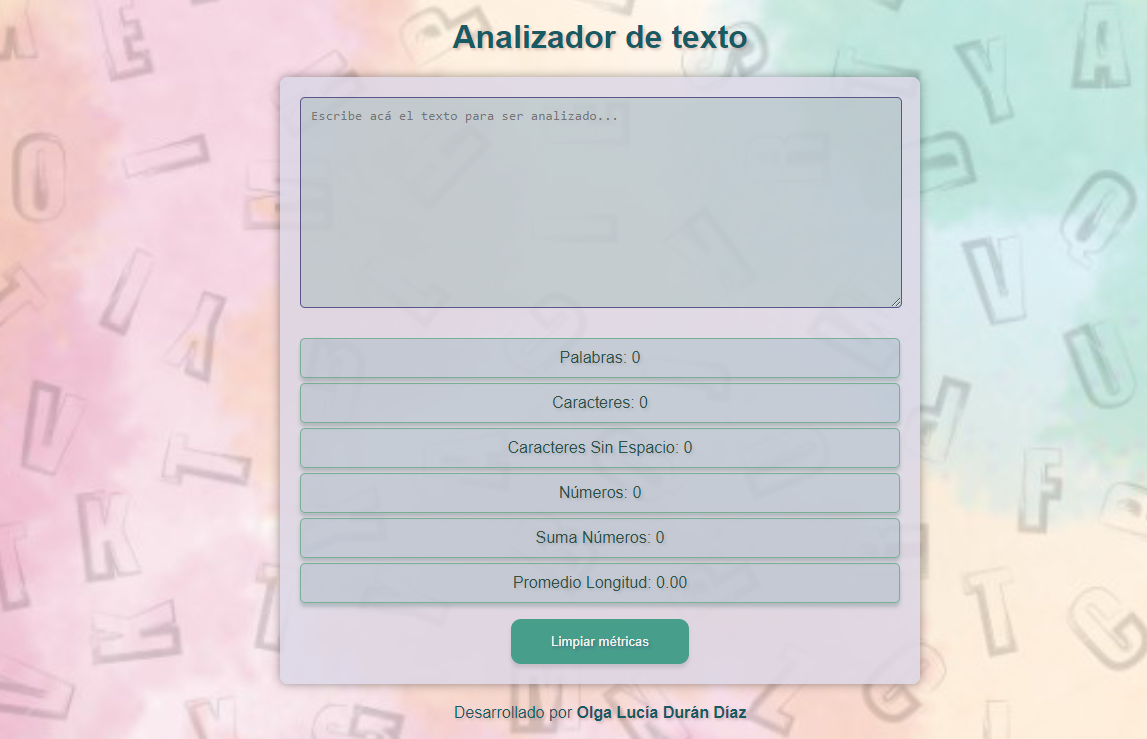 Analizador de texto
Escribe acá el texto para ser analizado...
Palabras: 0
Caracteres: 0
Caracteres Sin Espacio: 0
Números: 0
Suma Números: 0
Promedio Longitud: 0.00
Limpiar métricas
Desarrollado por Olga Lucía Durán Díaz